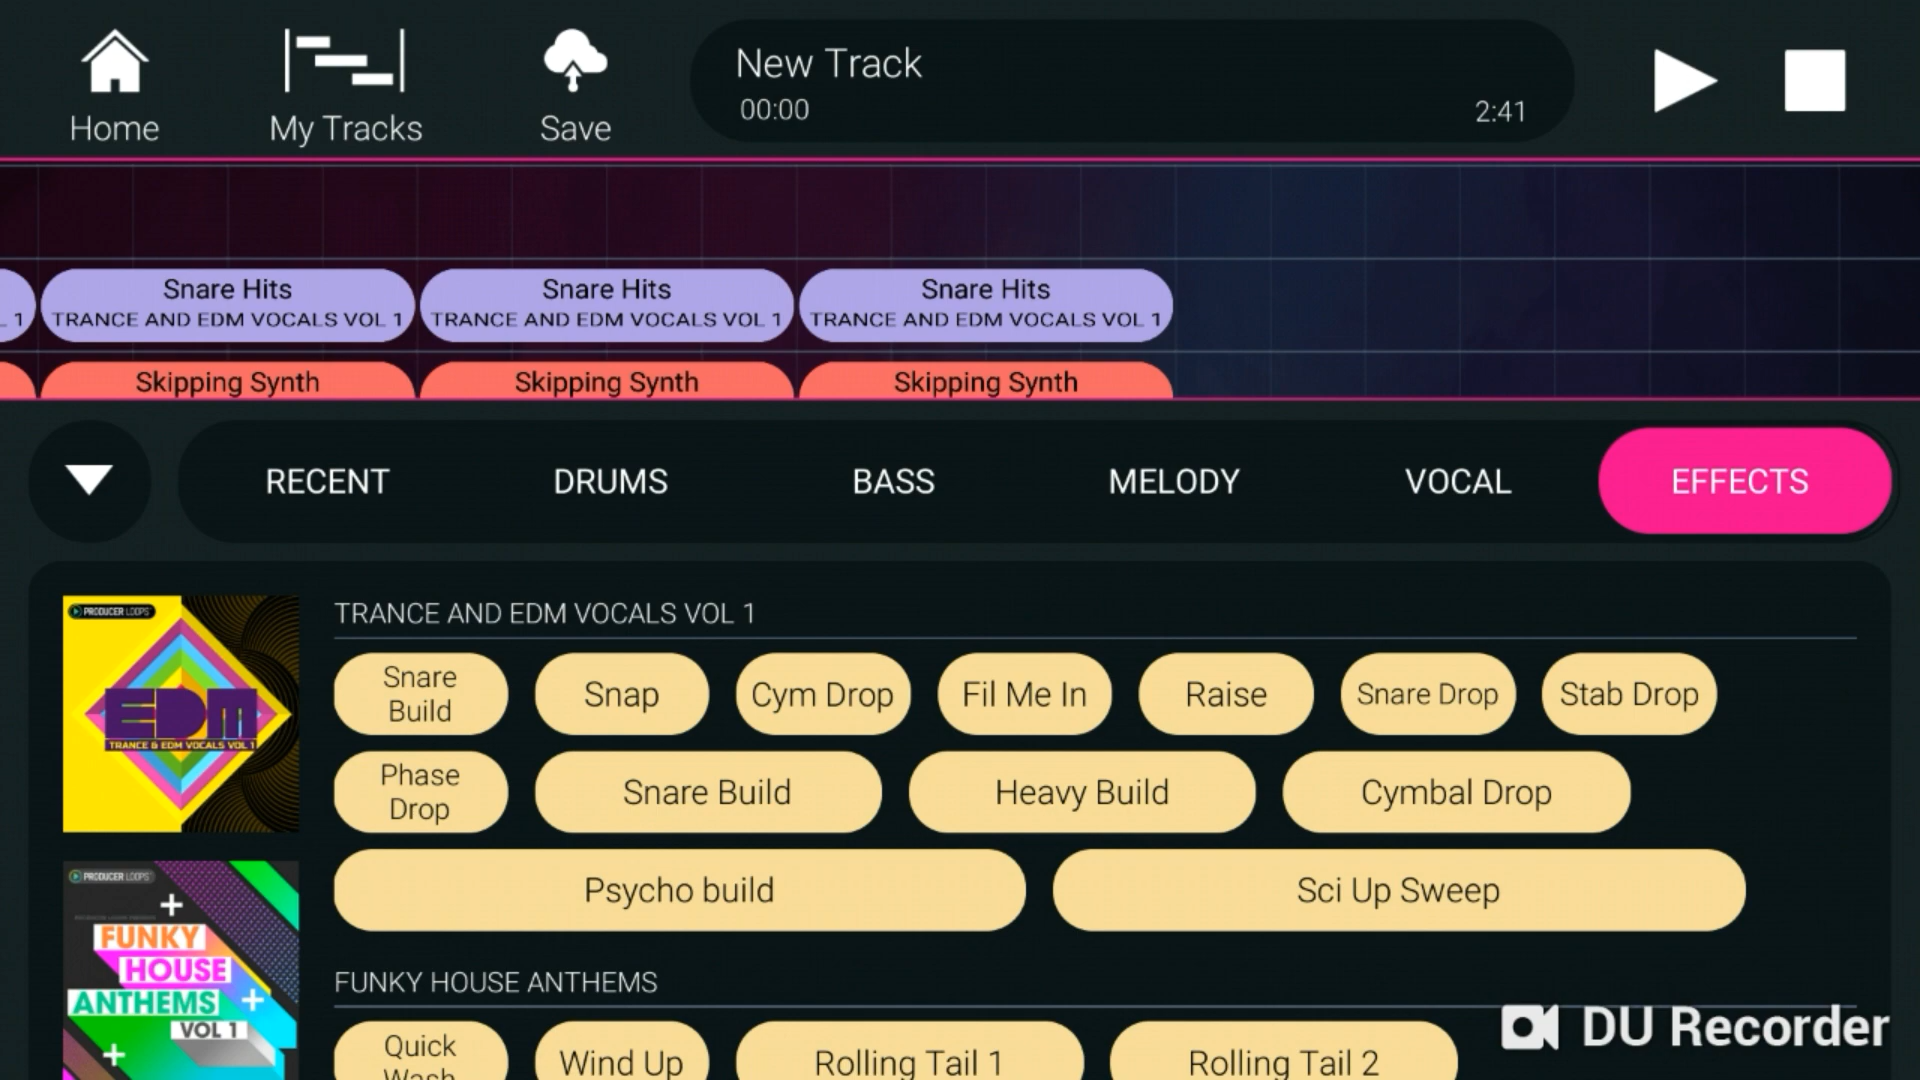 Home
My Tracks
Save
New Track
00:00
2:41
Snare Hits
Snare Hits
Snare Hits
L 1
TRANCE AND EDM VOCALS VOL 1
TRANCE AND EDM VOCALS VOL 1
TRANCE AND EDM VOCALS VOL 1
Skipping Synth
Skipping Synth
Skipping Synth
RECENT
DRUMS
BASS
MELODY
VOCAL
EFFECTS
PRODUCER LOOPS
EDM
TRANCE & EDM VOCALS VOL 1
TRANCE AND EDM VOCALS VOL 1
Snare
Build
Snap
Cym Drop
Fil Me In
Raise
Snare Drop
Stab Drop
Phase
Drop
Snare Build
Heavy Build
Cymbal Drop
Psycho build
Sci Up Sweep
PRODUCER LOOPS
FUNKY
HOUSE
ANTHEMS
VOL 1
FUNKY HOUSE ANTHEMS
Quick
Wash
Wind Up
Rolling Tail 1
Rolling Tail 2
DU Recorder